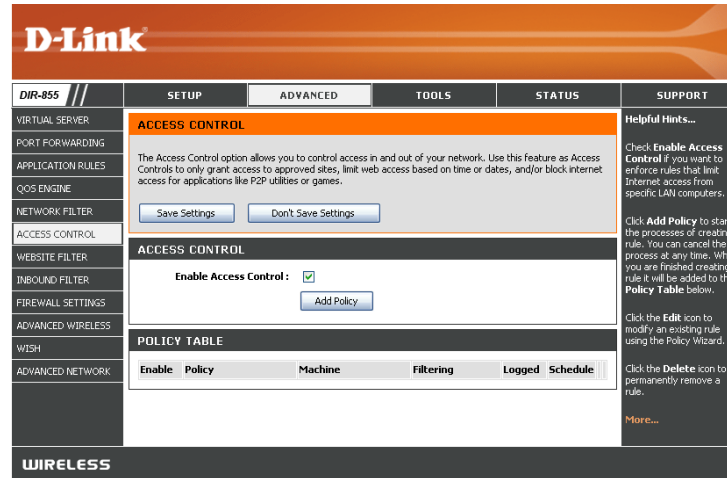 D-Link
DIR-855
SETUP
ADVANCED
TOOLS
STATUS
SUPPORT
VIRTUAL SERVER
PORT FORWARDING
APPLICATION RULES
QOS ENGINE
NETWORK FILTER
ACCESS CONTROL
WEBSITE FILTER
INBOUND FILTER
FIREWALL SETTINGS
ADVANCED WIRELESS
WISH
ADVANCED NETWORK
ACCESS CONTROL
The Access Control option allows you to control access in and out of your network. Use this feature as Access
Controls to only grant access to approved sites, limit web access based on time or dates, and/or block internet
access for applications like P2P utilities or games.
Save Settings
Don't Save Settings
ACCESS CONTROL
Enable Access Control :
Add Policy
POLICY TABLE
Enable Policy Machine Filtering Logged Schedule
Helpful Hints...
Check Enable Access
Control if you want to
enforce rules that limit
Internet access from
specific LAN computers.
Click Add Policy to star
the processes of creatin
rule. You can cancel the
process at any time. Wh
you are finished creating
rule it will be added to th
Policy Table below.
Click the Edit icon to
modify an existing rule
using the Policy Wizard.
Click the Delete icon to
permanently remove a
rule.
More...
WIRELESS